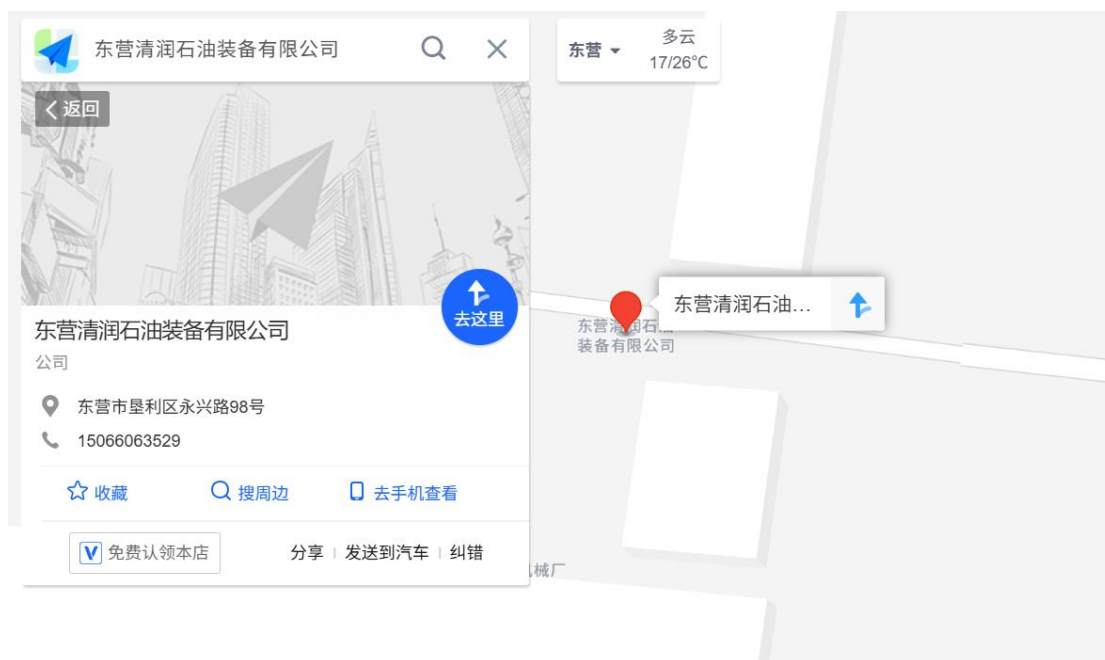 东营清润石油装备有限公司
东营
多云
17/26°C
返回
去这里
东营清润石油装备有限公司
公司
东营市垦利区永兴路98号
15066063529
收藏
搜周边
去手机查看
免费认领本店
分享
发送到汽车
纠错
东营清润石油...
东营清润石油
装备有限公司
械厂